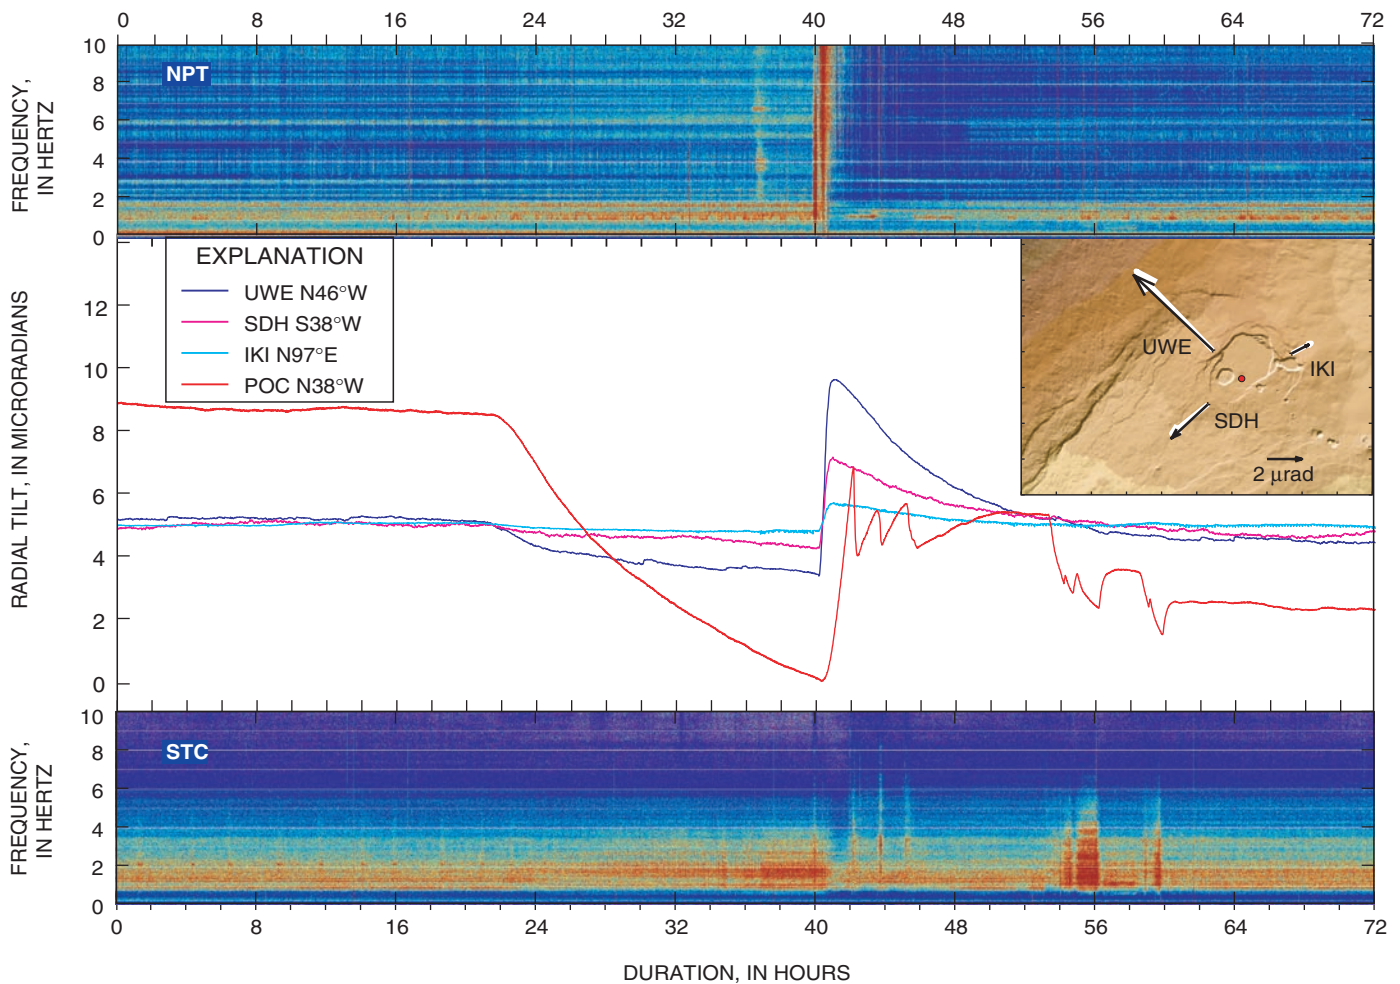 0 8 16 24 32 40 48 56 64 72
10
8
6
4
2
0
FREQUENCY,
IN HERTZ
NPT
EXPLANATION
UWE N46°W
SDH S38°W
IKI N97°E
POC N38°W
12
10
8
6
4
2
0
RADIAL TILT, IN MICRORADIANS
UWE
IKI
SDH
2 µrad
10
8
6
4
2
0
FREQUENCY,
IN HERTZ
STC
0 8 16 24 32 40 48 56 64 72
DURATION, IN HOURS